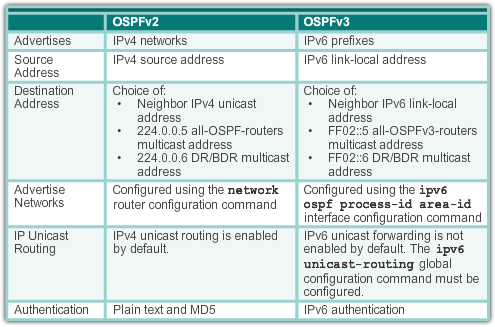 OSPFv2 OSPFv3
Advertises IPv4 networks IPv6 prefixes
Source Address IPv4 source address IPv6 link-local address
Destination Address
Choice of:
• Neighbor IPv4 unicast
address
• 224.0.0.5 all-OSPF-routers
multicast address
• 224.0.0.6 DR/BDR multicast
address
Choice of:
• Neighbor IPv6 link-local
address
• FF02::5 all-OSPFv3-routers
multicast address
• FF02::6 DR/BDR multicast
address
Advertise
Networks
Configured using the network
router configuration command
Configured using the ipv6
ospf process-id area-id
interface configuration command
IP Unicast
Routing
IPv4 unicast routing is enabled
by default.
IPv6 unicast forwarding is not
enabled by default. The ipv6
unicast-routing global
configuration command must be
configured.
Authentication Plain text and MD5 IPv6 authentication